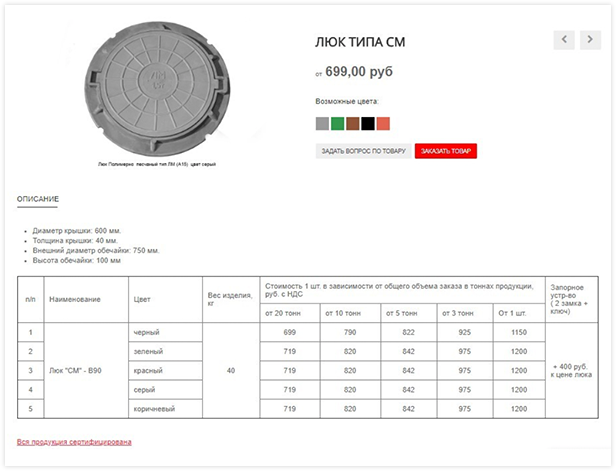 ЛЮК ТИПА СМ
от 699,00 руб
Возможные цвета:
ЗАДАТЬ ВОПРОС ПО ТОВАРУ
ЗАКАЗАТЬ ТОВАР
Люк Полимерно песчаный тип ЛМ (А15) цвет серый
ОПИСАНИЕ
Диаметр крышки: 600 мм.
Толщина крышки: 40 мм.
Внешний диаметр обечайки: 750 мм.
Высота обечайки: 100 мм
п/п Наименование Цвет Вес изделия, кг
Стоимость 1 шт. в зависимости от общего объема заказа в тоннах продукции,
руб. с НДС
от 20 тонн от 10 тонн от 5 тонн от 3 тонн От 1 шт.
Запорное
устр-во
( 2 замка +
ключ)
1 черный 699 790 822 925 1150
2 зеленый 719 820 842 975 1200
3 Люк "СМ" - В90 красный 40 719 820 842 975 1200
+ 400 руб.
к цене люка
4 серый 719 820 842 975 1200
5 коричневый 719 820 842 975 1200
Вся продукция сертифицирована